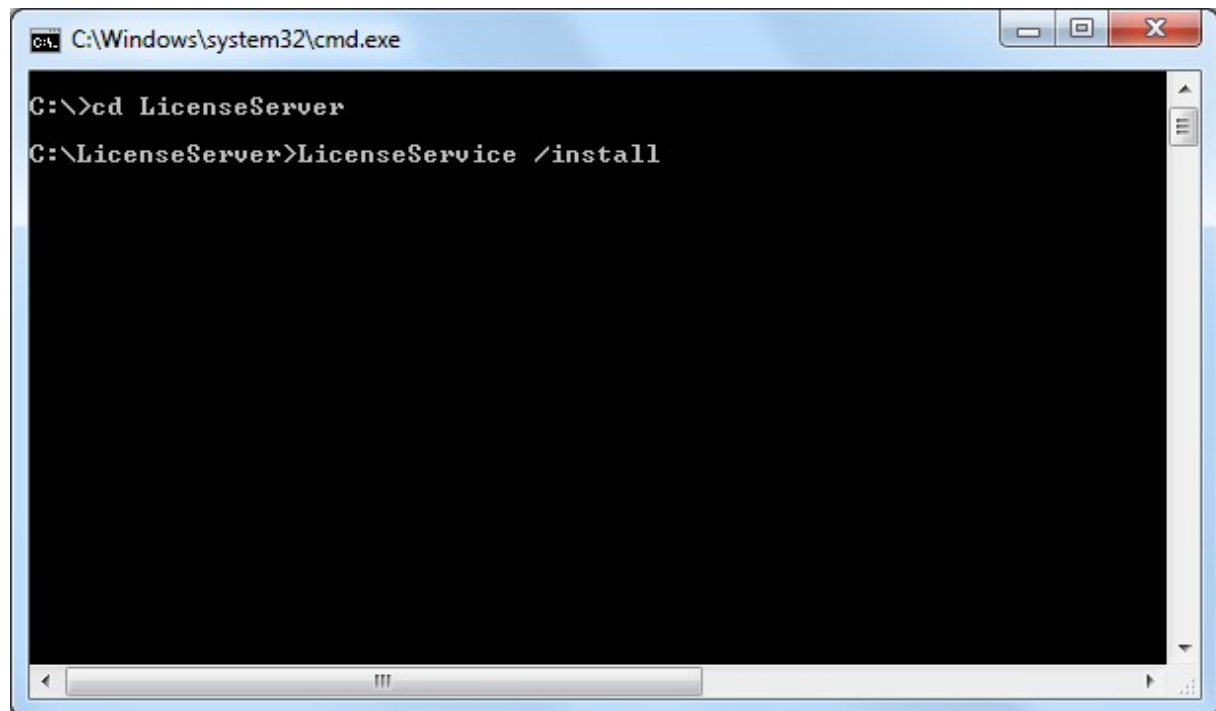 C:\Windows\system32\cmd.exe
C:\>cd LicenseServer
C:\LicenseServer>LicenseService /install